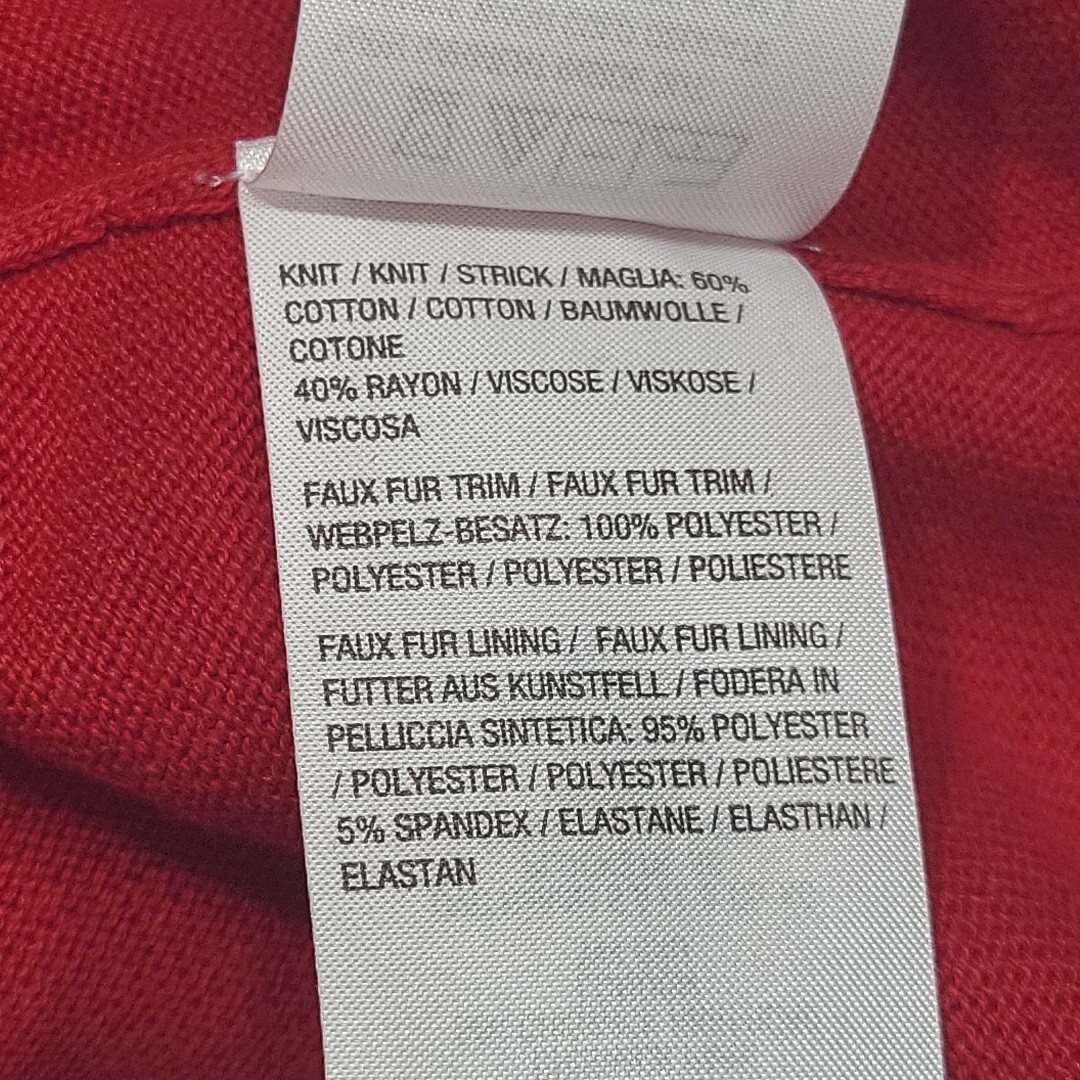 KNIT / KNIT / STRICK / MAGLIA: 60%
COTTON / COTTON / BAUMWOLLE /
COTONE
40% RAYON / VISCOSE / VISKOSE /
VISCOSA
FAUX FUR TRIM / FAUX FUR TRIM /
WEBPELZ-BESATZ: 100% POLYESTER /
POLYESTER / POLYESTER / POLIESTERE
FAUX FUR LINING / FAUX FUR LINING /
FUTTER AUS KUNSTFELL / FODERA IN
PELLICCIA SINTETICA: 95% POLYESTER
/ POLYESTER / POLYESTER / POLIESTERE
5% SPANDEX / ELASTANE / ELASTHAN /
ELASTAN